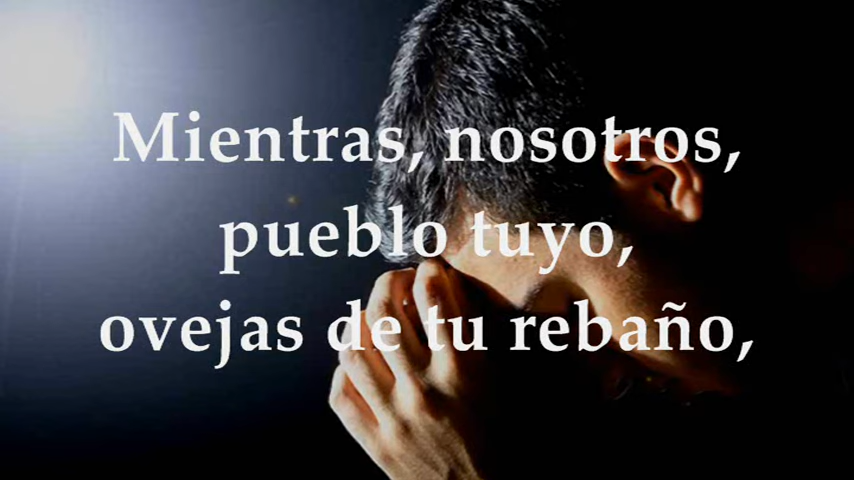 Mientras, nosotros,
pueblo tuyo,
ovejas de tu rebaño,